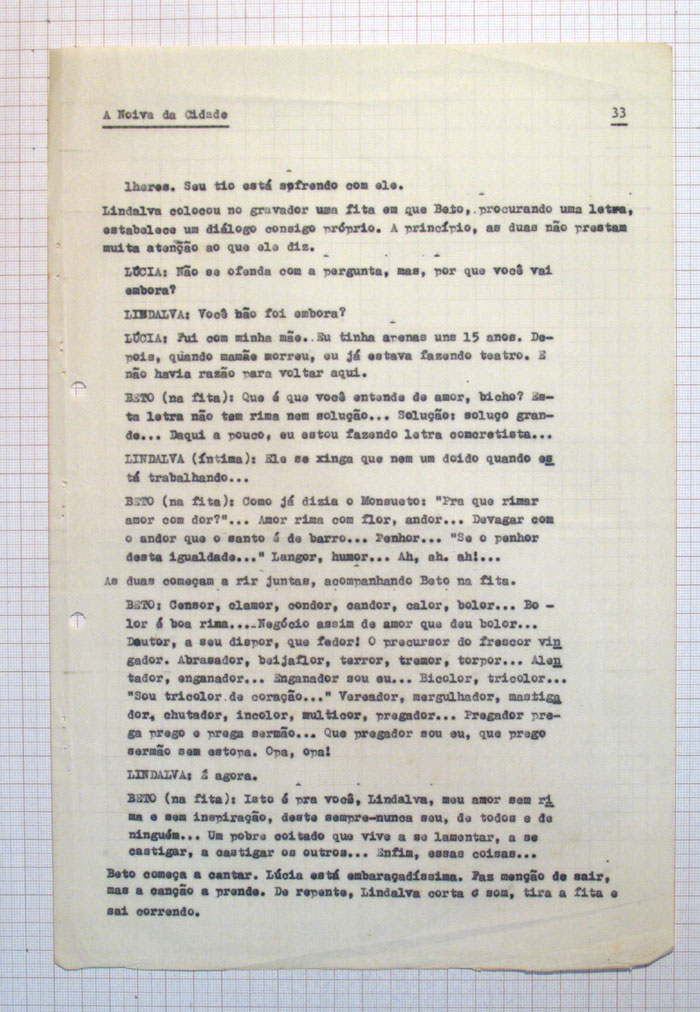 A Noiva da Cidade
33
lheres. Seu tio está sofrendo com ele.
Lindalva colocou no gravador uma fita em que Beto, procurando uma letra,
estabelece um diálogo consigo próprio. A princípio, as duas não prestam
muita atenção ao que ele diz.
LÚCIA: Não se ofenda com a pergunta, mas, por que você vai
embora?
LINDALVA: Você não foi embora?
LÚCIA: Fui com minha mãe. Eu tinha apenas uns 15 anos. De-
pois, quando mamãe morreu, eu já estava fazendo teatro. E
não havia razão para voltar aqui.
BETO (na fita): Que é que você entende de amor, bicho? Es-
ta letra não tem rima nem solução... Solução: soluço gran-
de... Daqui a pouco, eu estou fazendo letra concretista...
LINDALVA (íntima): Ele se xinga que nem um doido quando es
tá trabalhando...
BETO (na fita): Como já dizia o Monsueto: "Pra que rimar
amor com dor?"... Amor rima com flor, andor... Devagar com
o andor que o santo é de barro... Penhor... "Se o penhor
desta igualdade..." Langor, humor... Ah, ah. ah!...
As duas começam a rir juntas, acompanhando Beto na fita.
BETO: Censor, clamor, condor, candor, calor, bolor... Bo -
lor é boa rima....Negócio assim de amor que deu bolor...
Doutor, a seu dispor, que fedor! O precursor do frescor vin
gador. Abrasador, beijaflor, terror, tremor, torpor... Alen
tador, enganador... Enganador sou eu... Bicolor, tricolor...
"Sou tricolor de coração..." Vereador, mergulhador, mastiga
dor, chutador, incolor, multicor, pregador... Pregador pre-
ga prego e prega sermão... Que pregador sou eu, que prego
sermão sem estopa. Opa, opa!
LINDALVA: É agora.
BETO (na fita): Isto é pra você, Lindalva, meu amor sem ri
ma e sem inspiração, deste sempre-nunca seu, de todos e de
ninguém... Um pobre coitado que vive a se lamentar, a se
castigar, a castigar os outros... Enfim, essas coisas...
Beto começa a cantar. Lúcia está embaraçadíssima. Faz menção de sair,
mas a canção a prende. De repente, Lindalva corta o som, tira a fita e
sai correndo.